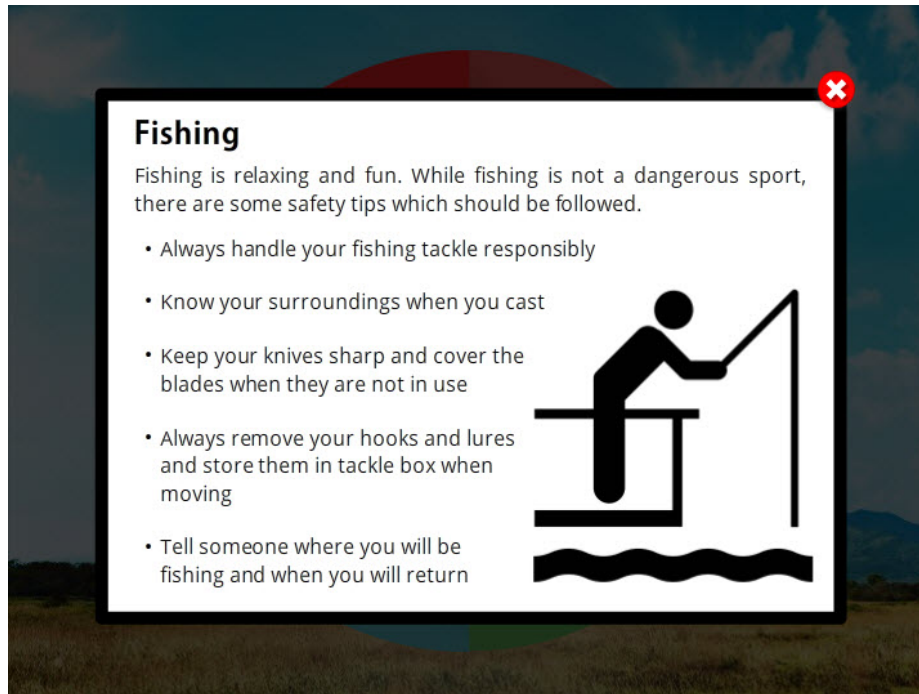 Fishing
Fishing is relaxing and fun. While fishing is not a dangerous sport,
there are some safety tips which should be followed.
• Always handle your fishing tackle responsibly
• Know your surroundings when you cast
• Keep your knives sharp and cover the
blades when they are not in use
• Always remove your hooks and lures
and store them in tackle box when
moving
• Tell someone where you will be
fishing and when you will return